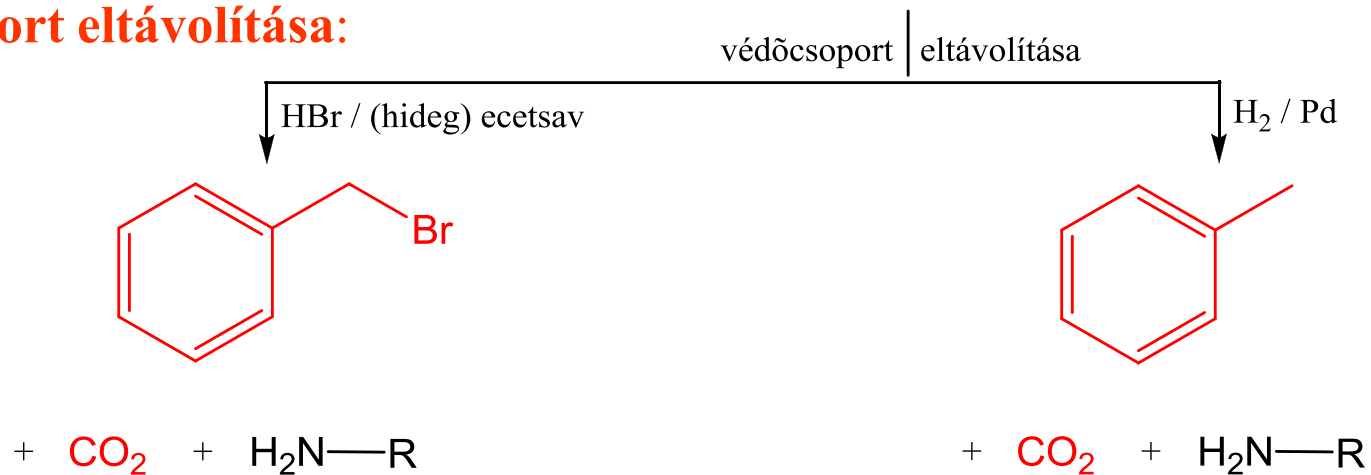 ort eltávolítása:
védõcsoport eltávolítása
HBr / (hideg) ecetsav
H₂ / Pd
Br
+ CO₂ + H₂N—R
+ CO₂ + H₂N—R